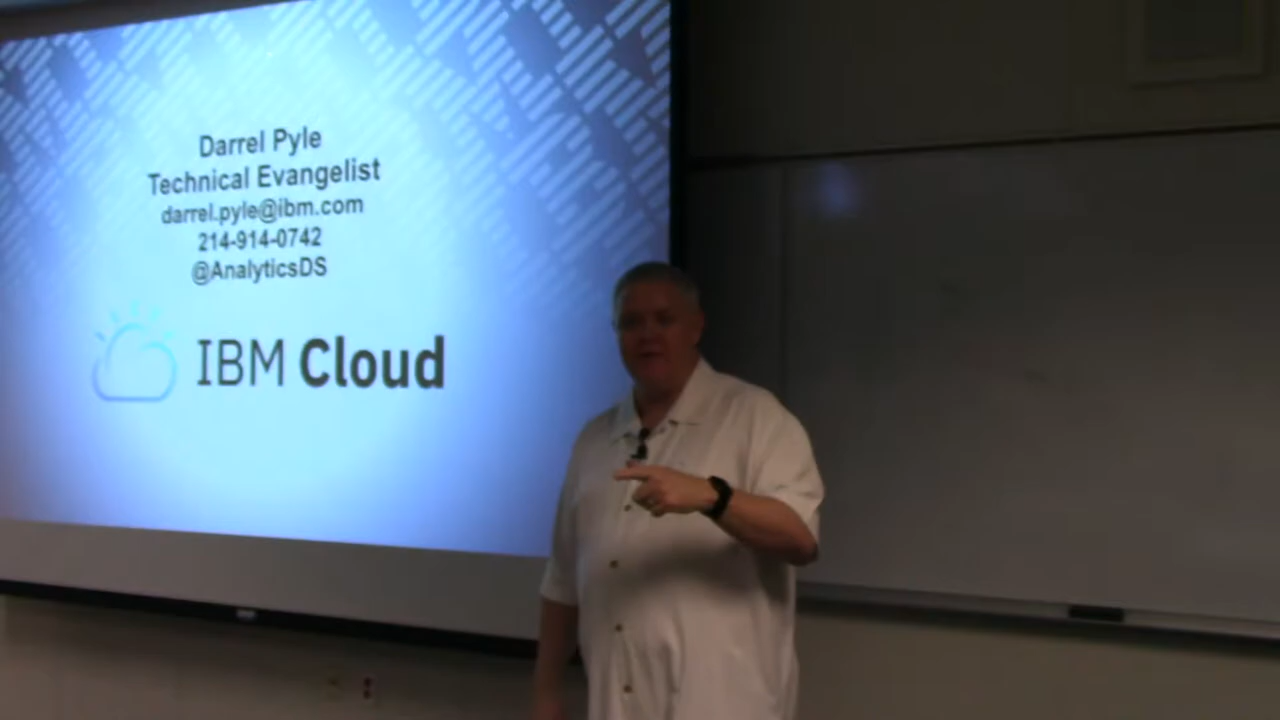 Darrel Pyle
Technical Evangelist
darrel.pyle@ibm.com
214-914-0742
@AnalyticsDS
IBM Cloud